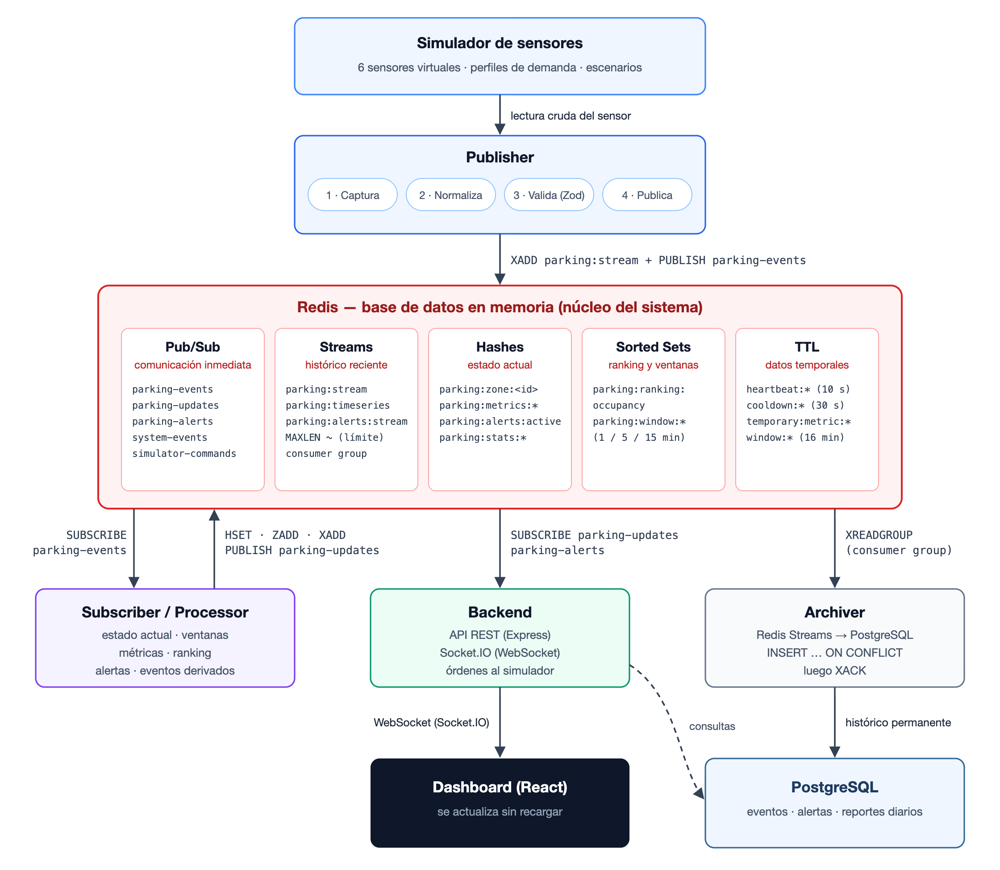 Simulador de sensores
6 sensores virtuales · perfiles de demanda · escenarios
lectura cruda del sensor
Publisher
1 · Captura
2 · Normaliza
3 · Valida (Zod)
4 · Publica
XADD parking:stream + PUBLISH parking-events
Redis — base de datos en memoria (núcleo del sistema)
Pub/Sub
comunicación inmediata
parking-events
parking-updates
parking-alerts
system-events
simulator-commands
Streams
histórico reciente
parking:stream
parking:timeseries
parking:alerts:stream
MAXLEN ~ (límite)
consumer group
Hashes
estado actual
parking:zone:<id>
parking:metrics:*
parking:alerts:active
parking:stats:*
Sorted Sets
ranking y ventanas
parking:ranking:
occupancy
parking:window:*
(1 / 5 / 15 min)
TTL
datos temporales
heartbeat:* (10 s)
cooldown:* (30 s)
temporary:metric:*
window:* (16 min)
SUBSCRIBE
parking-events
HSET · ZADD · XADD
PUBLISH parking-updates
SUBSCRIBE parking-updates
parking-alerts
XREADGROUP
(consumer group)
Subscriber / Processor
estado actual · ventanas
métricas · ranking
alertas · eventos derivados
Backend
API REST (Express)
Socket.IO (WebSocket)
órdenes al simulador
Archiver
Redis Streams → PostgreSQL
INSERT … ON CONFLICT
luego XACK
WebSocket (Socket.IO)
consultas
histórico permanente
Dashboard (React)
se actualiza sin recargar
PostgreSQL
eventos · alertas · reportes diarios